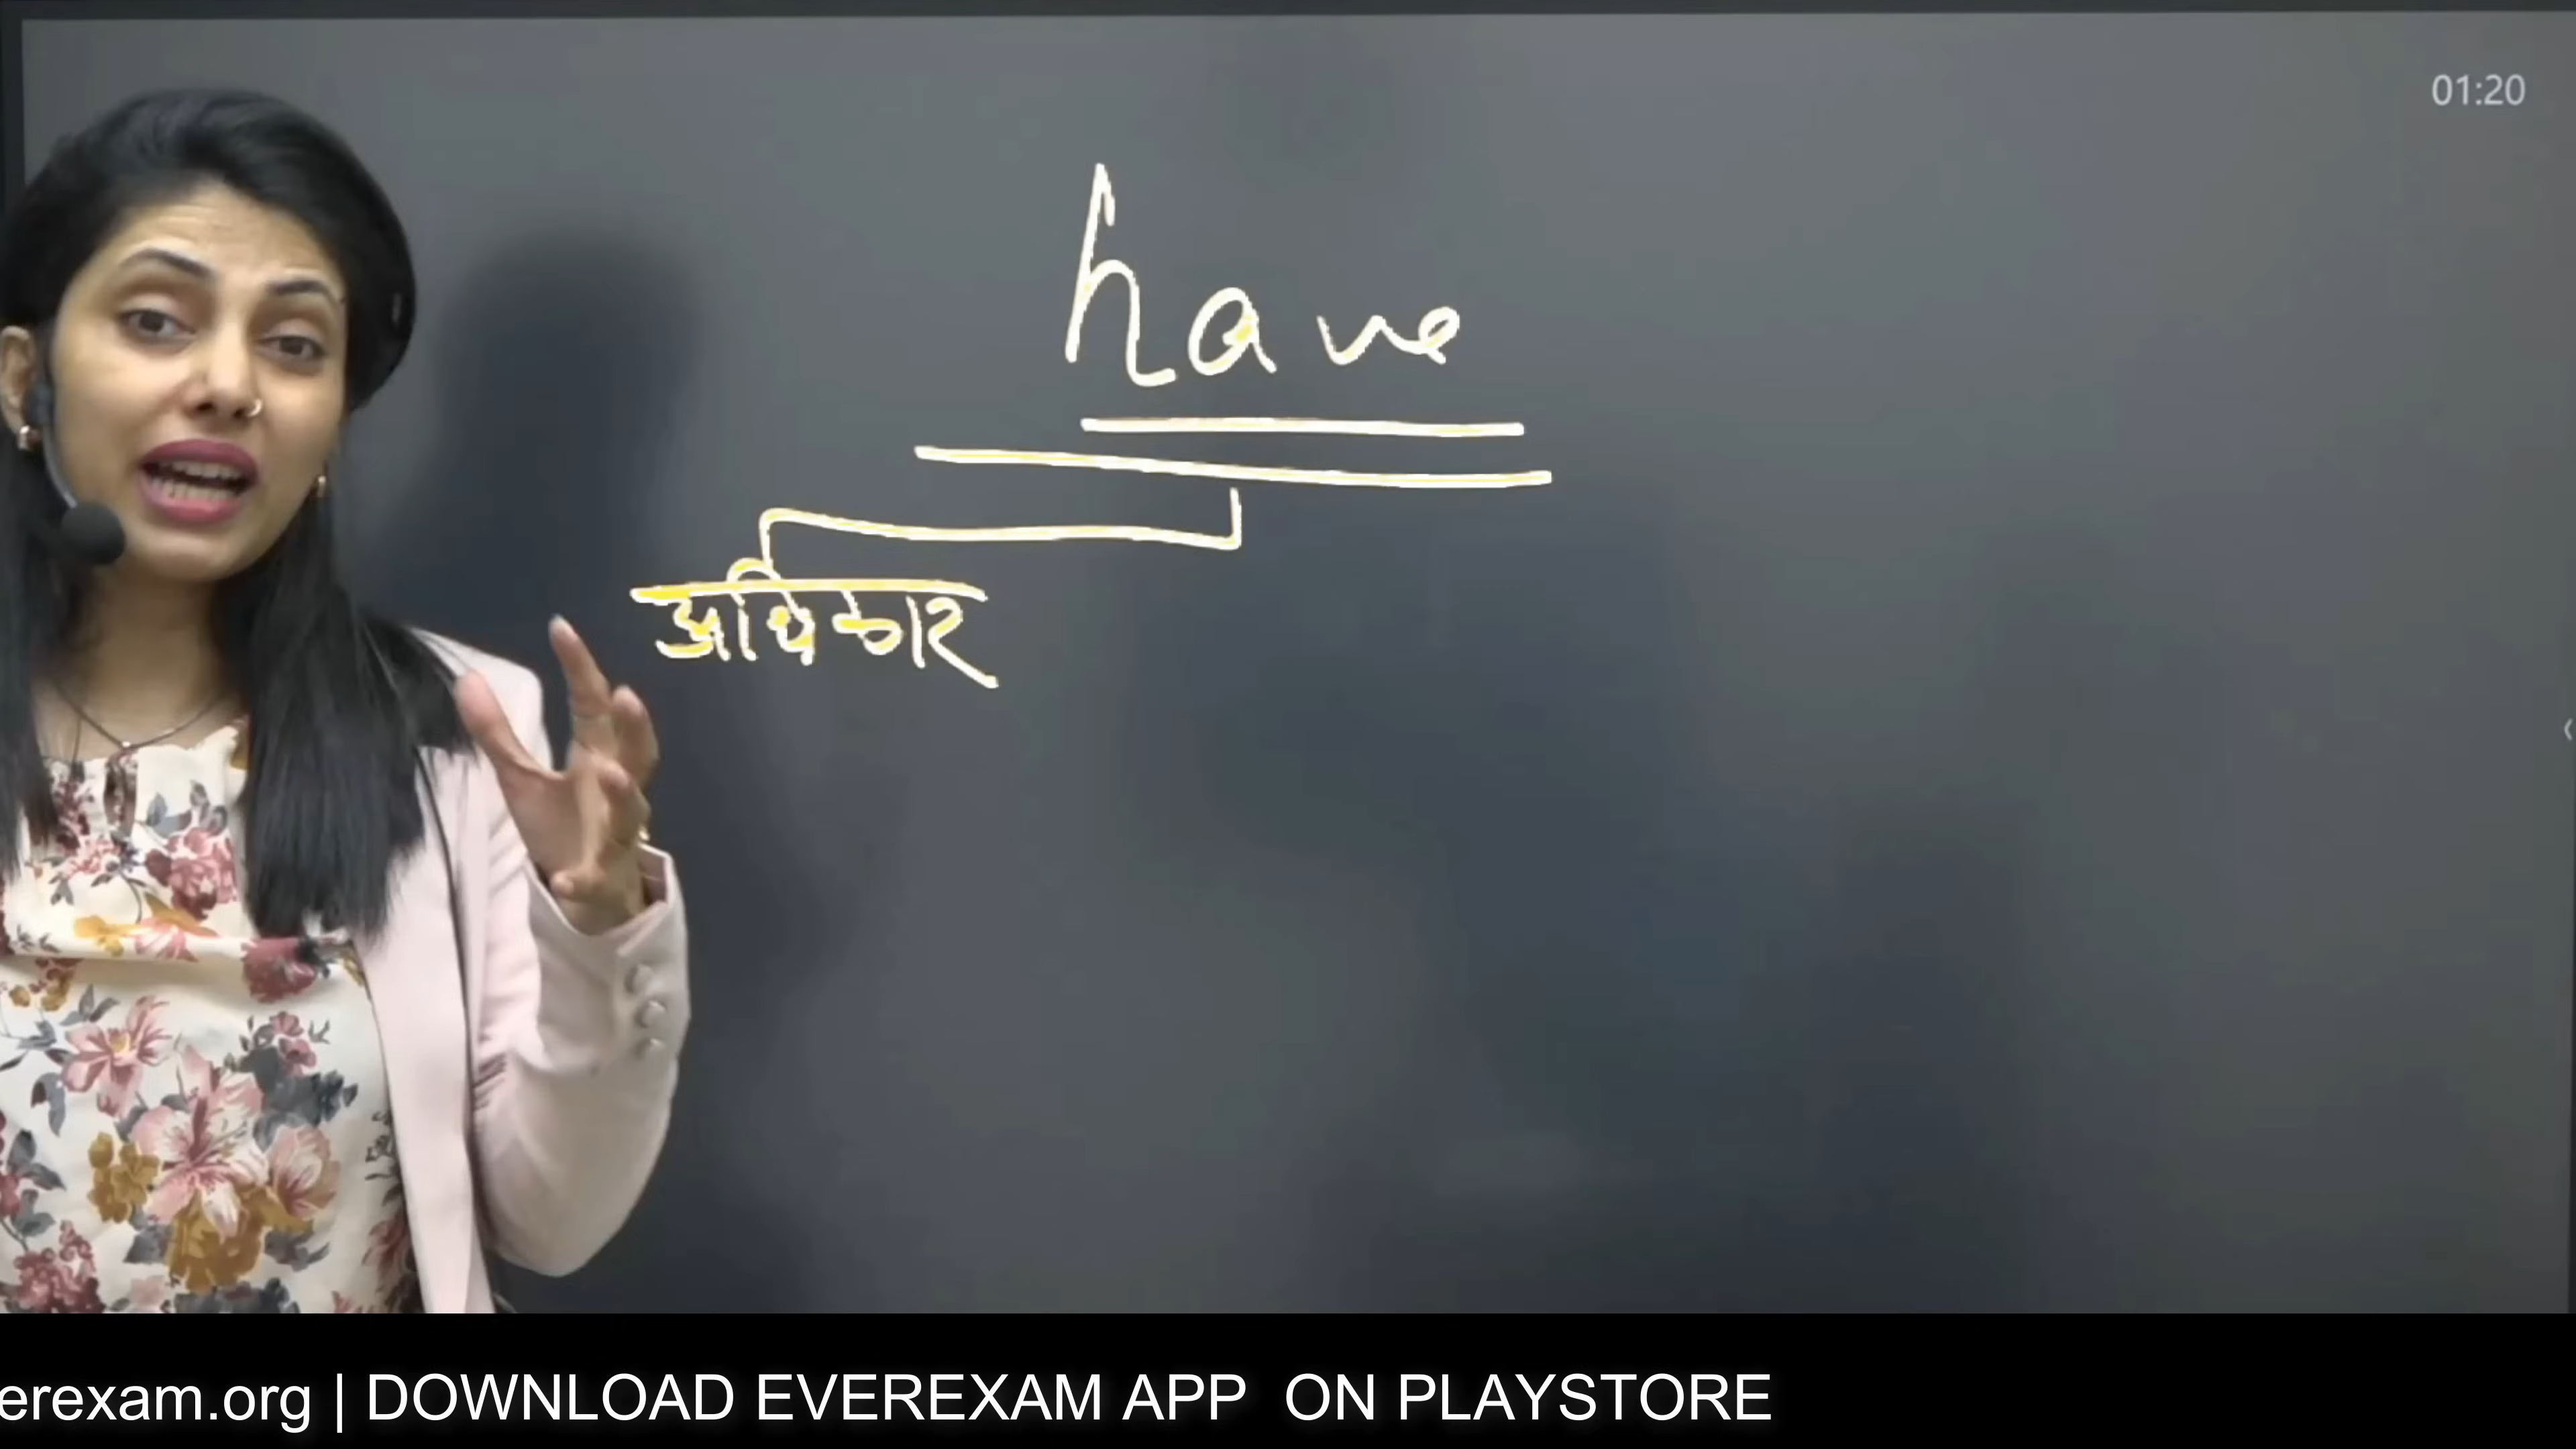 01:20
have
अधिकार
erexam.org | DOWNLOAD EVEREXAM APP ON PLAYSTORE